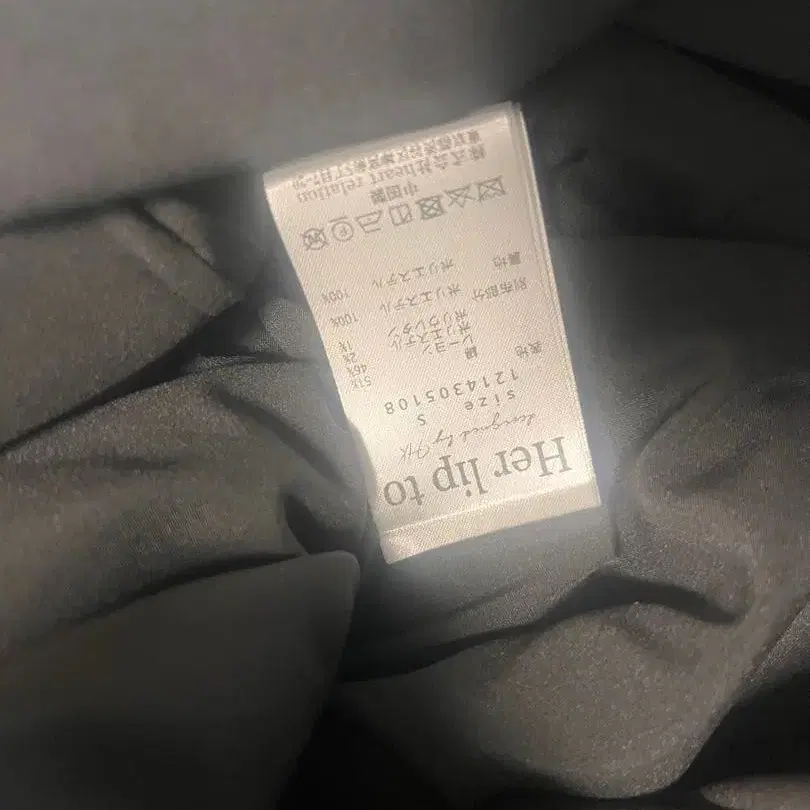 Her lip to
designed by HK
size S
1214305108
表地 綿 51%
レーヨン 46%
ポリエステル 2%
ポリウレタン 1%
別布部分 ポリエステル 100%
裏地 ポリエステル 100%
中国製
株式会社heart relation